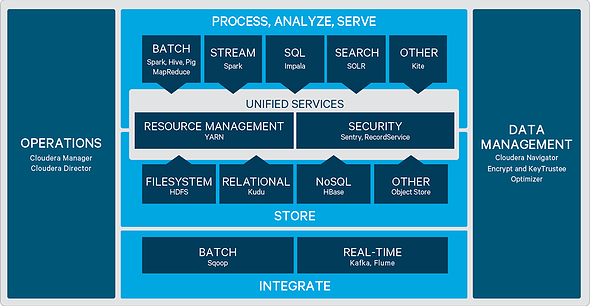 PROCESS, ANALYZE, SERVE
BATCH
Spark, Hive, Pig
MapReduce
STREAM
Spark
SQL
Impala
SEARCH
SOLR
OTHER
Kite
UNIFIED SERVICES
RESOURCE MANAGEMENT
YARN
SECURITY
Sentry, RecordService
FILESYSTEM
HDFS
RELATIONAL
Kudu
NoSQL
HBase
OTHER
Object Store
STORE
BATCH
Sqoop
REAL-TIME
Kafka, Flume
INTEGRATE
OPERATIONS
Cloudera Manager
Cloudera Director
DATA
MANAGEMENT
Cloudera Navigator
Encrypt and KeyTrustee
Optimizer